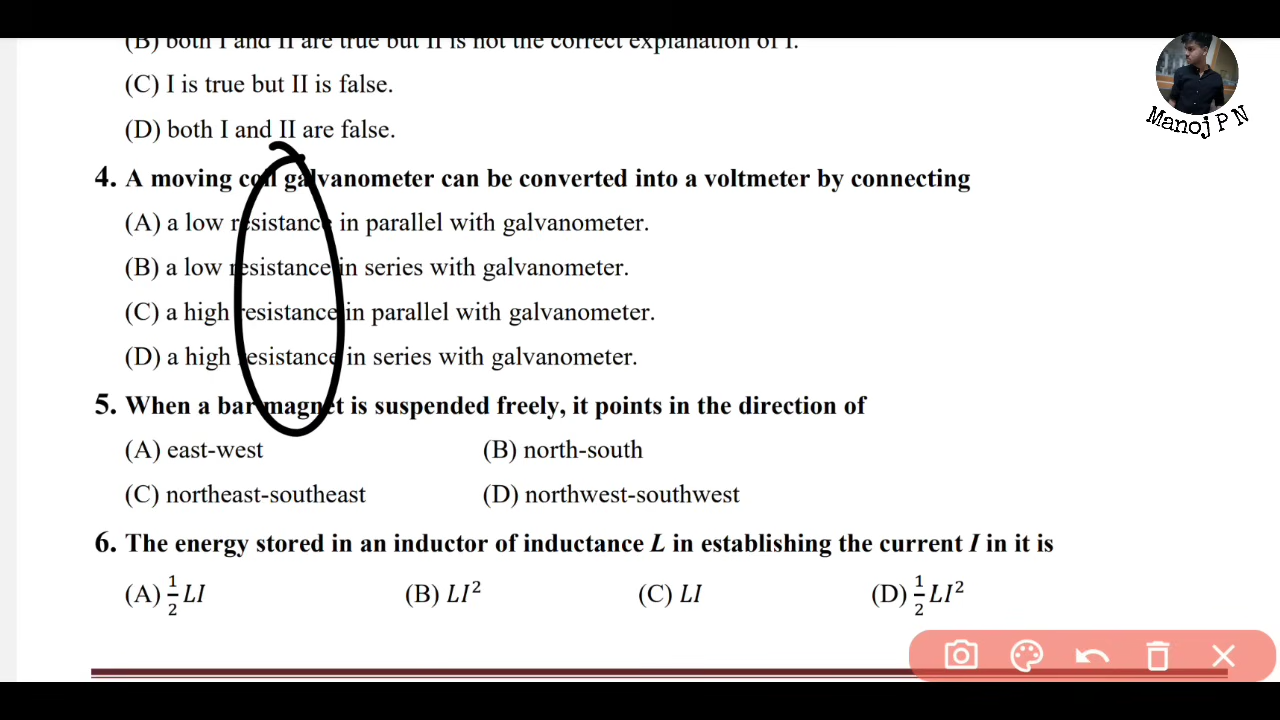 (B) both I and II are true but II is not the correct explanation of I.
(C) I is true but II is false.
(D) both I and II are false.
Manoj P N
4. A moving coil galvanometer can be converted into a voltmeter by connecting
(A) a low resistance in parallel with galvanometer.
(B) a low resistance in series with galvanometer.
(C) a high resistance in parallel with galvanometer.
(D) a high resistance in series with galvanometer.
5. When a bar magnet is suspended freely, it points in the direction of
(A) east-west (B) north-south
(C) northeast-southeast (D) northwest-southwest
6. The energy stored in an inductor of inductance L in establishing the current I in it is
(A) ½ LI (B) LI² (C) LI (D) ½ LI²